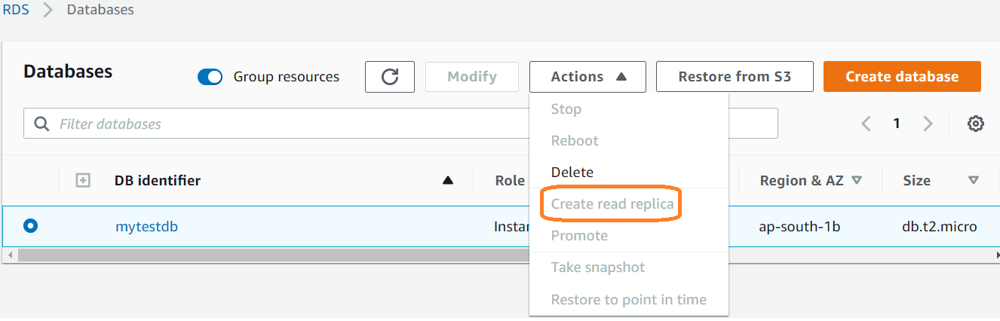 RDS > Databases
Databases
Group resources
Modify
Actions
Restore from S3
Create database
Filter databases
1
Stop
Reboot
Delete
Create read replica
Promote
Take snapshot
Restore to point in time
DB identifier
Role
Region & AZ
Size
mytestdb
Instan
ap-south-1b
db.t2.micro